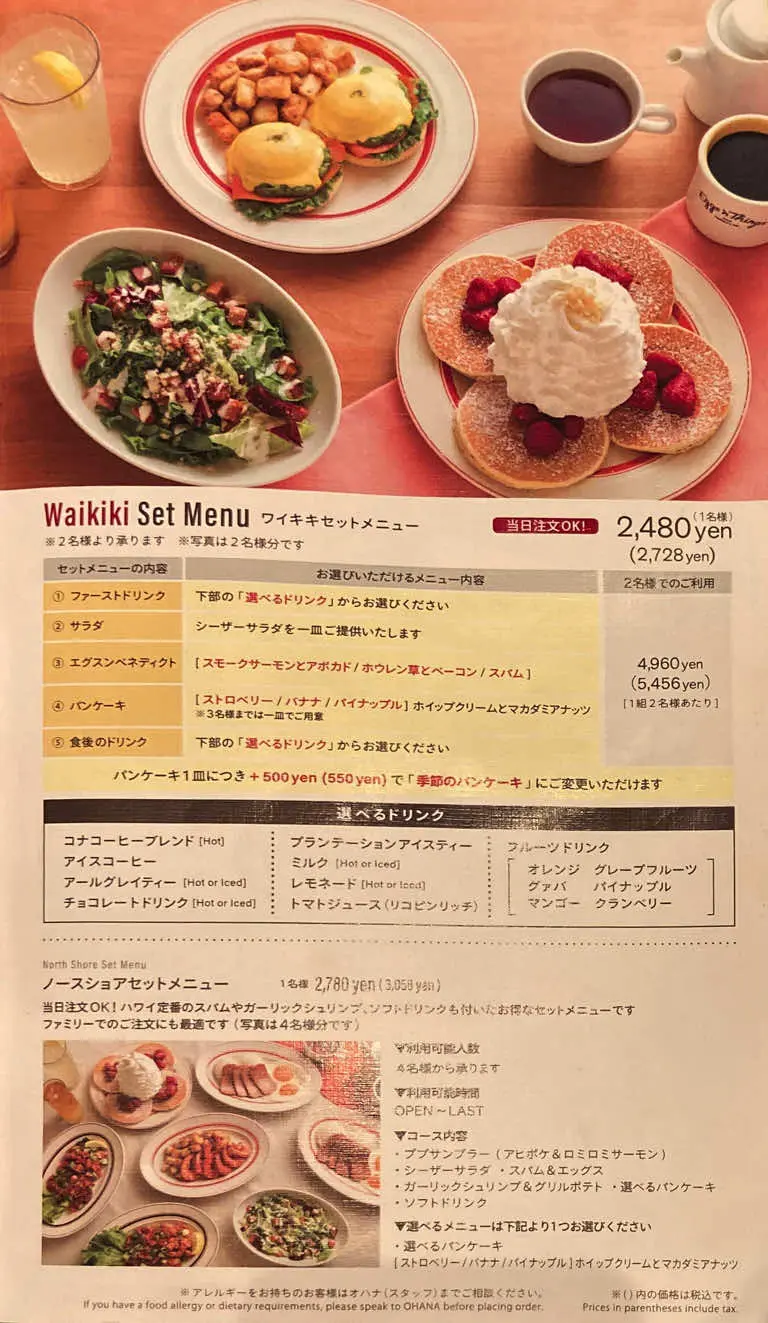 Eggs 'n Things
Waikiki Set Menu ワイキキセットメニュー
当日注文OK!
2,480yen (1名様)
(2,728yen)
※2名様より承ります ※写真は2名様分です
セットメニューの内容 お選びいただけるメニュー内容 2名様でのご利用
① ファーストドリンク 下部の「選べるドリンク」からお選びください
② サラダ シーザーサラダを一皿ご提供いたします
③ エグスンベネディクト [ スモークサーモンとアボカド / ホウレン草とベーコン / スパム ]
④ パンケーキ [ ストロベリー / バナナ / パイナップル ] ホイップクリームとマカダミアナッツ
※3名様までは一皿でご用意
⑤ 食後のドリンク 下部の「選べるドリンク」からお選びください
4,960yen
(5,456yen)
[1組2名様あたり]
パンケーキ1皿につき + 500yen (550yen) で「季節のパンケーキ」にご変更いただけます
選べるドリンク
コナコーヒーブレンド [Hot]
アイスコーヒー
アールグレイティー [Hot or Iced]
チョコレートドリンク [Hot or Iced]
プランテーションアイスティー
ミルク [Hot or Iced]
レモネード [Hot or Iced]
トマトジュース (リコピンリッチ)
フルーツドリンク
オレンジ グレープフルーツ
グァバ パイナップル
マンゴー クランベリー
North Shore Set Menu
ノースショアセットメニュー 1名様 2,780yen (3,058yen)
当日注文OK! ハワイ定番のスパムやガーリックシュリンプ、ソフトドリンクも付いたお得なセットメニューです
ファミリーでのご注文にも最適です (写真は4名様分です)
▼利用可能人数
4名様から承ります
▼利用可能時間
OPEN～LAST
▼コース内容
・ププサンプラー (アヒポケ＆ロミロミサーモン)
・シーザーサラダ ・スパム＆エッグス
・ガーリックシュリンプ＆グリルポテト ・選べるパンケーキ
・ソフトドリンク
▼選べるメニューは下記より1つお選びください
・選べるパンケーキ
[ ストロベリー / バナナ / パイナップル ] ホイップクリームとマカダミアナッツ
※アレルギーをお持ちのお客様はオハナ (スタッフ) までご相談ください。
If you have a food allergy or dietary requirements, please speak to OHANA before placing order.
※( )内の価格は税込です。
Prices in parentheses include tax.